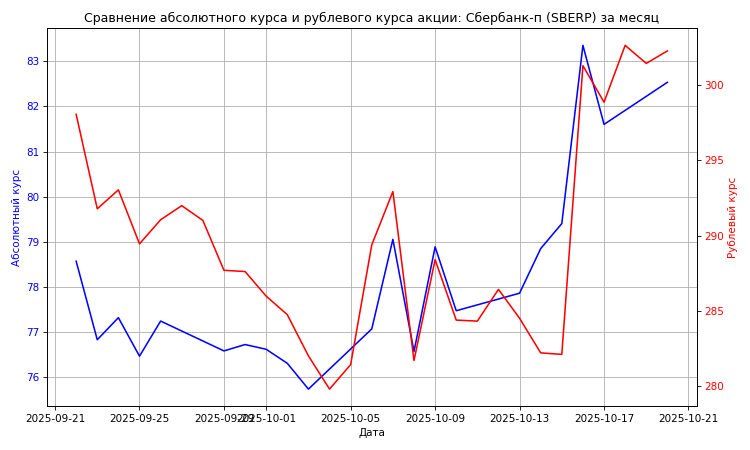 Сравнение абсолютного курса и рублевого курса акции: Сбербанк-п (SBERP) за месяц
Абсолютный курс
83
82
81
80
79
78
77
76
Рублевый курс
300
295
290
285
280
2025-09-21 2025-09-25 2025-09-29 2025-10-01 2025-10-05 2025-10-09 2025-10-13 2025-10-17 2025-10-21
Дата